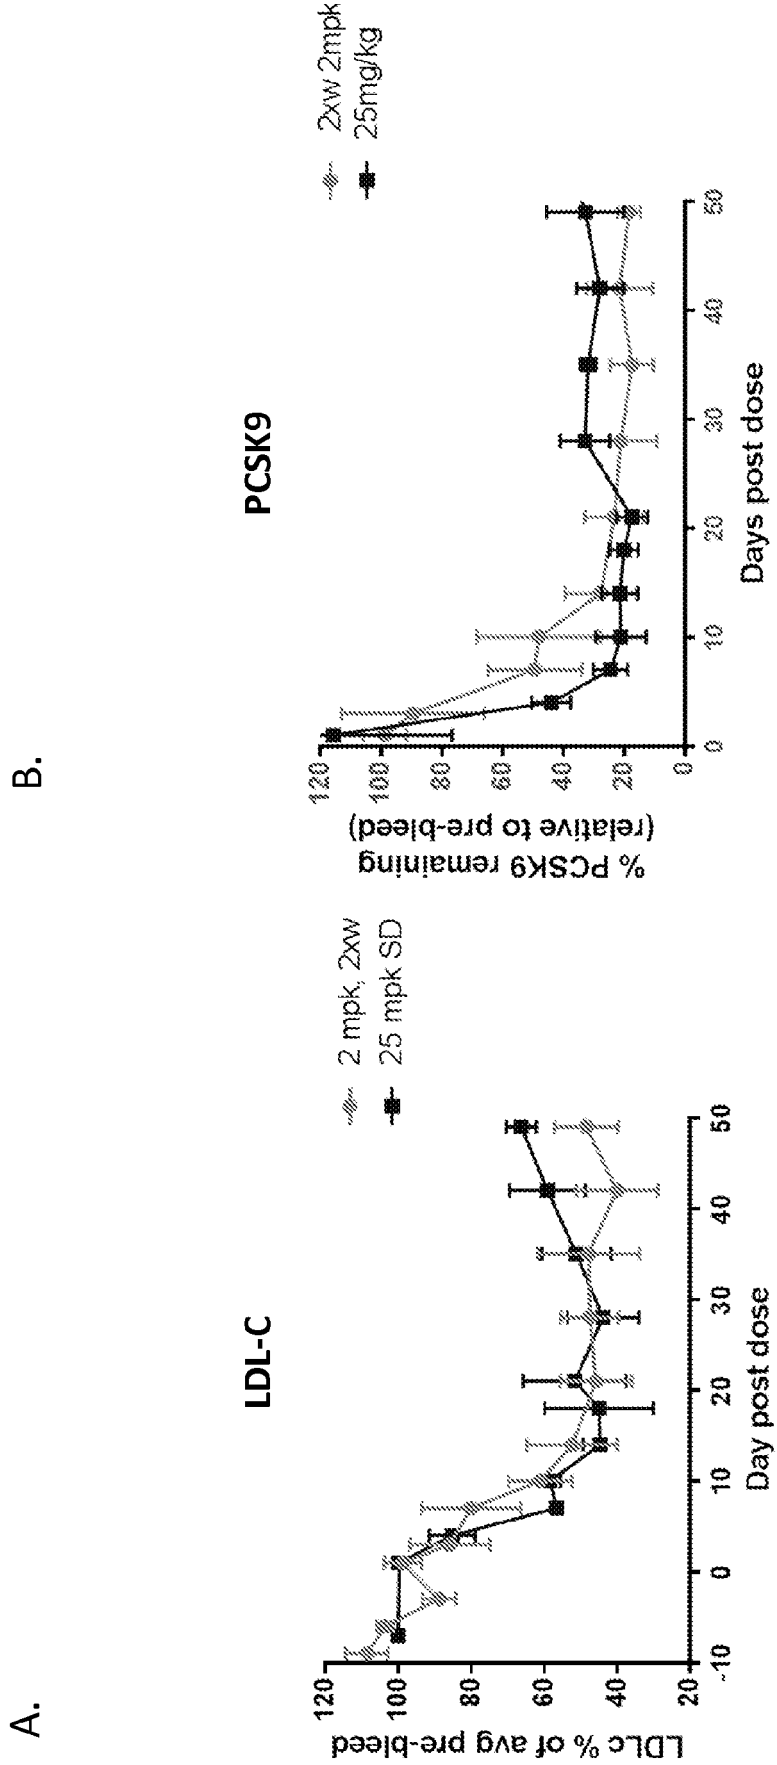 A.
LDL-C
2 mpk, 2xw
25 mpk SD
LDLc % of avg pre-bleed
120
100
80
60
40
20
-10
0
10
20
30
40
50
Day post dose
B.
PCSK9
2xw 2mpk
25mg/kg
% PCSK9 remaining
(relative to pre-bleed)
120
100
80
60
40
20
0
0
10
20
30
40
50
Days post dose